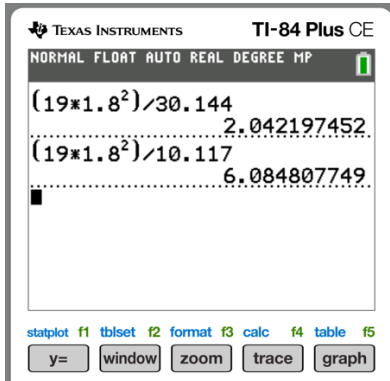 TEXAS INSTRUMENTS TI-84 Plus CE
NORMAL FLOAT AUTO REAL DEGREE MP
(19*1.8²)/30.144
2.042197452
(19*1.8²)/10.117
6.084807749
statplot f1 tblset f2 format f3 calc f4 table f5
y= window zoom trace graph